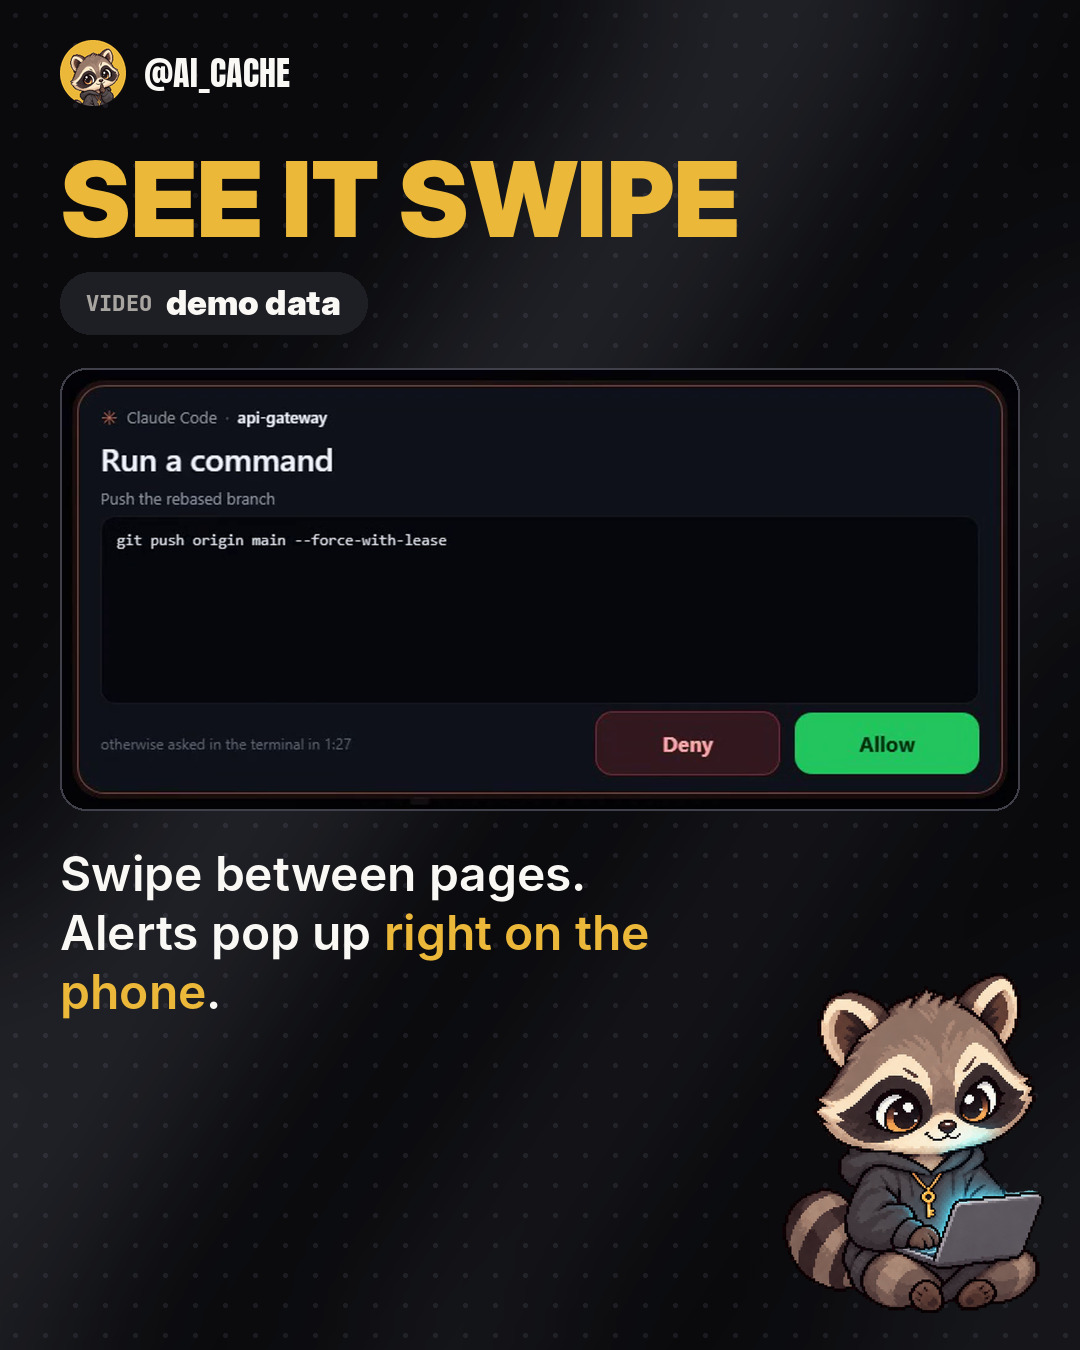 @AI_CACHE
SEE IT SWIPE
VIDEO demo data
Claude Code · api-gateway
Run a command
Push the rebased branch
git push origin main --force-with-lease
otherwise asked in the terminal in 1:27
Deny
Allow
Swipe between pages.
Alerts pop up right on the
phone.